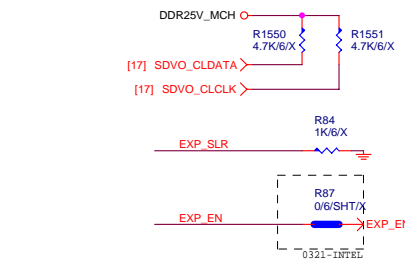 DDR25V_MCH
R1550 R1551
4.7K/6/X 4.7K/6/X
[17] SDVO_CLDATA
[17] SDVO_CLCLK
R84
1K/6/X
EXP_SLR
R87
0/6/SHT/X
EXP_EN EXP_EN
0321-INTEL